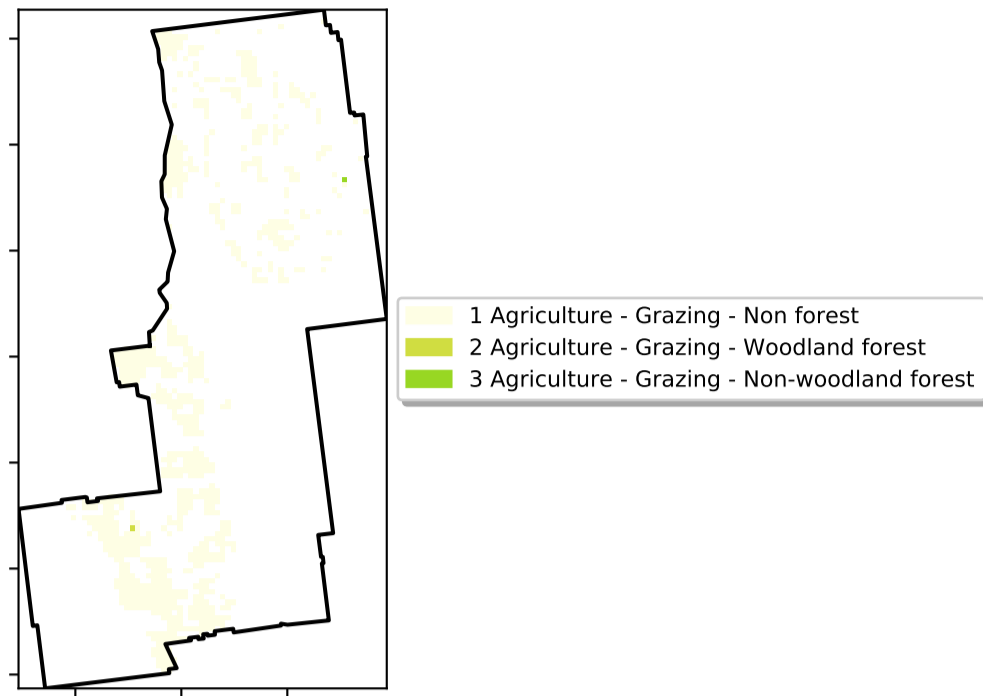 1 Agriculture - Grazing - Non forest
2 Agriculture - Grazing - Woodland forest
3 Agriculture - Grazing - Non-woodland forest